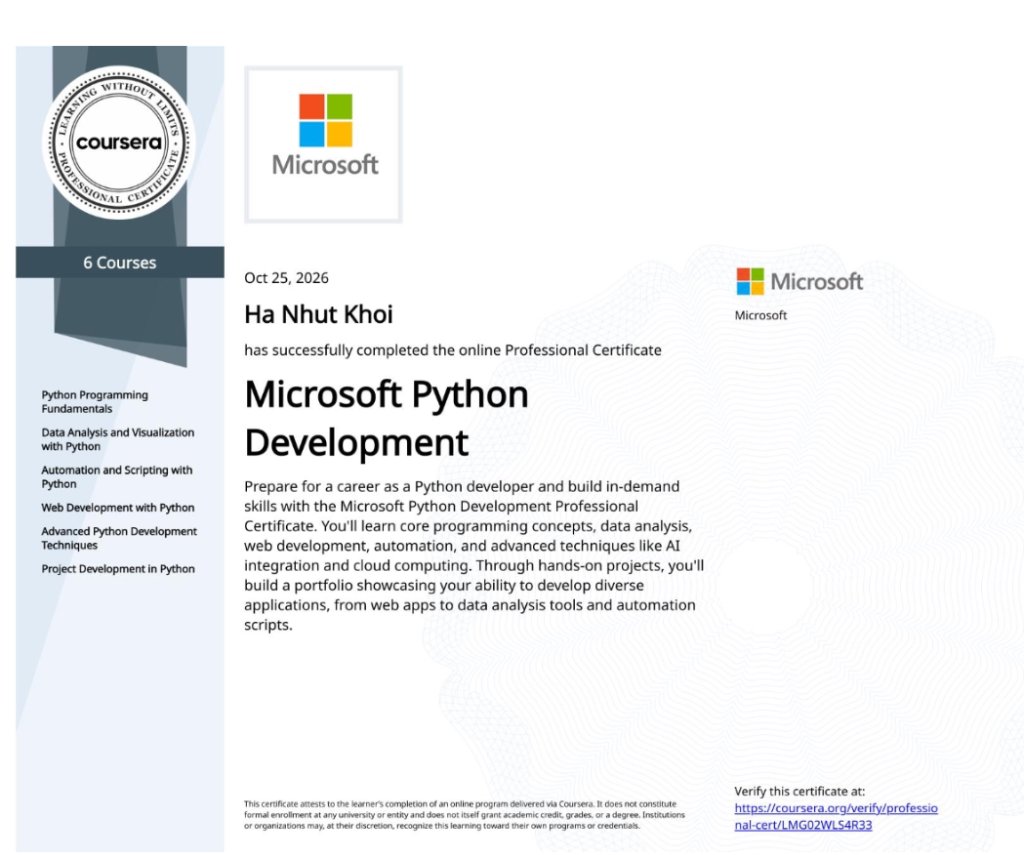 LEARNING WITHOUT LIMITS
coursera
PROFESSIONAL CERTIFICATE
6 Courses
Python Programming
Fundamentals
Data Analysis and Visualization
with Python
Automation and Scripting with
Python
Web Development with Python
Advanced Python Development
Techniques
Project Development in Python
Microsoft
Oct 25, 2026
Ha Nhut Khoi
has successfully completed the online Professional Certificate
Microsoft Python
Development
Prepare for a career as a Python developer and build in-demand
skills with the Microsoft Python Development Professional
Certificate. You'll learn core programming concepts, data analysis,
web development, automation, and advanced techniques like AI
integration and cloud computing. Through hands-on projects, you'll
build a portfolio showcasing your ability to develop diverse
applications, from web apps to data analysis tools and automation
scripts.
This certificate attests to the learner's completion of an online program delivered via Coursera. It does not constitute
formal enrollment at any university or entity and does not itself grant academic credit, grades, or a degree. Institutions
or organizations may, at their discretion, recognize this learning toward their own programs or credentials.
Microsoft
Microsoft
Verify this certificate at:
https://coursera.org/verify/professio
nal-cert/LMG02WLS4R33